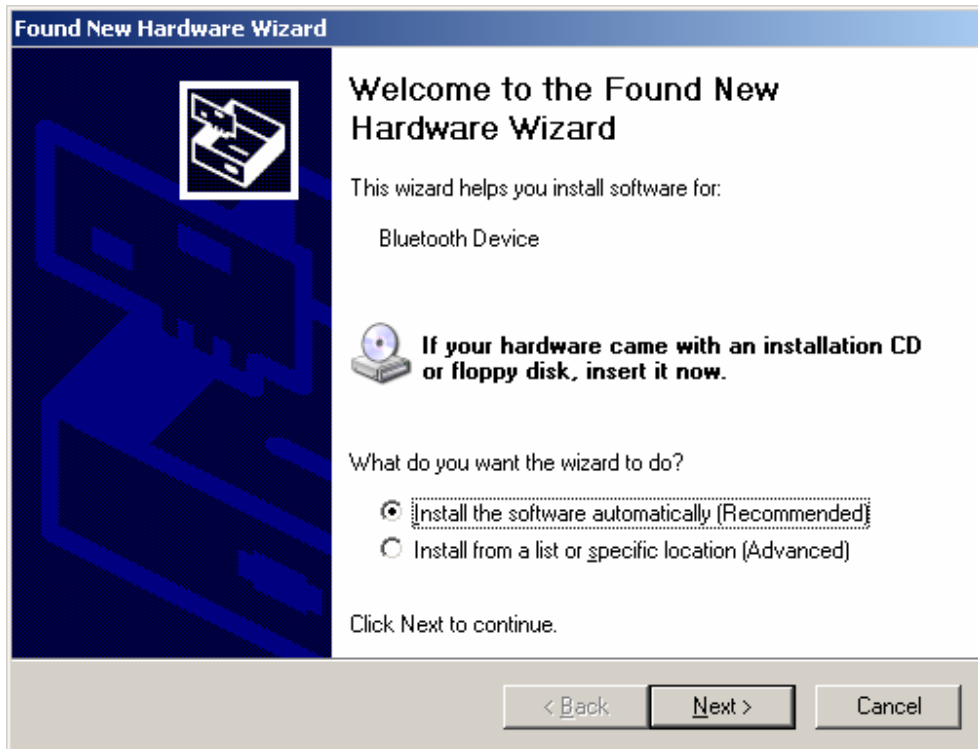 Found New Hardware Wizard
Welcome to the Found New
Hardware Wizard
This wizard helps you install software for:
Bluetooth Device
If your hardware came with an installation CD
or floppy disk, insert it now.
What do you want the wizard to do?
Install the software automatically (Recommended)
Install from a list or specific location (Advanced)
Click Next to continue.
< Back
Next >
Cancel